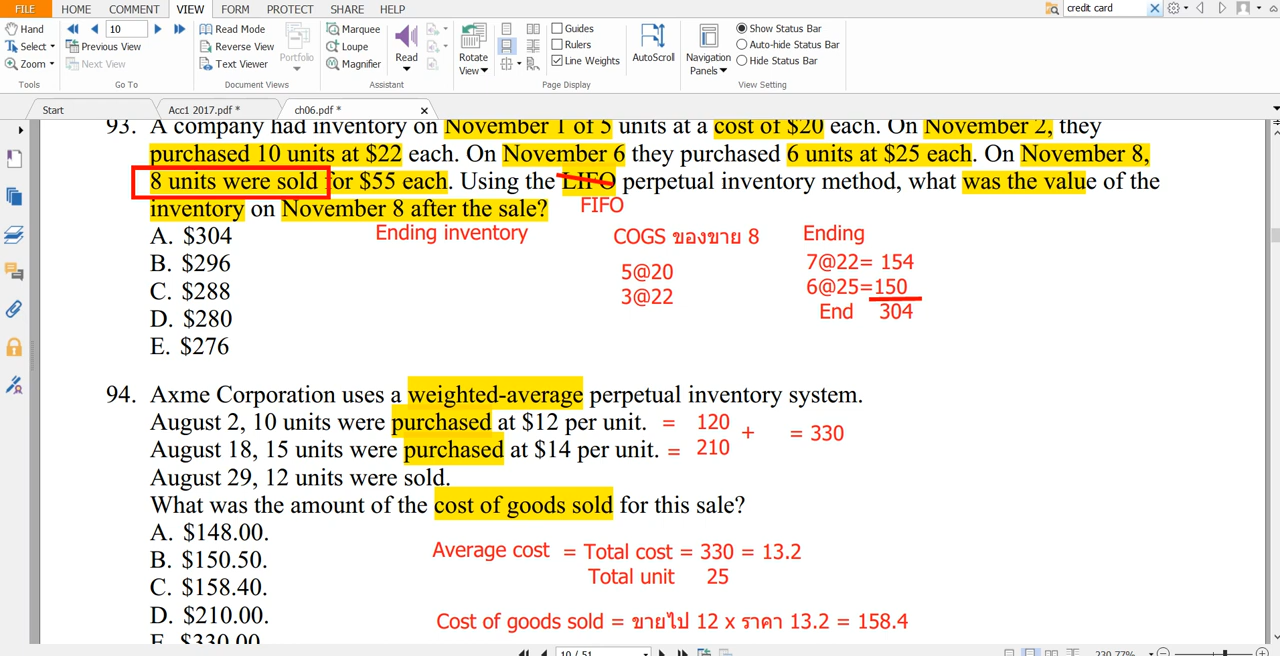 FILE HOME COMMENT VIEW FORM PROTECT SHARE HELP credit card
Hand 10 Read Mode Marquee Guides Show Status Bar
Select Previous View Reverse View Loupe Rulers Auto-hide Status Bar
Zoom Next View Text Viewer Portfolio Magnifier Read Rotate View Line Weights AutoScroll Navigation Panels Hide Status Bar
Tools Go To Document Views Assistant Page Display View Setting
Start Acc1 2017.pdf * ch06.pdf *
93. A company had inventory on November 1 of 5 units at a cost of $20 each. On November 2, they
purchased 10 units at $22 each. On November 6 they purchased 6 units at $25 each. On November 8,
8 units were sold for $55 each. Using the LIFO perpetual inventory method, what was the value of the
inventory on November 8 after the sale? FIFO
A. $304 Ending inventory COGS ของขาย 8 Ending
B. $296 5@20 7@22= 154
C. $288 3@22 6@25=150
D. $280 End 304
E. $276
94. Axme Corporation uses a weighted-average perpetual inventory system.
August 2, 10 units were purchased at $12 per unit. = 120
August 18, 15 units were purchased at $14 per unit. = 210 + = 330
August 29, 12 units were sold.
What was the amount of the cost of goods sold for this sale?
A. $148.00.
B. $150.50. Average cost = Total cost = 330 = 13.2
C. $158.40. Total unit 25
D. $210.00. Cost of goods sold = ขายไป 12 x ราคา 13.2 = 158.4
E. $330.00
10 / 51 230.77%